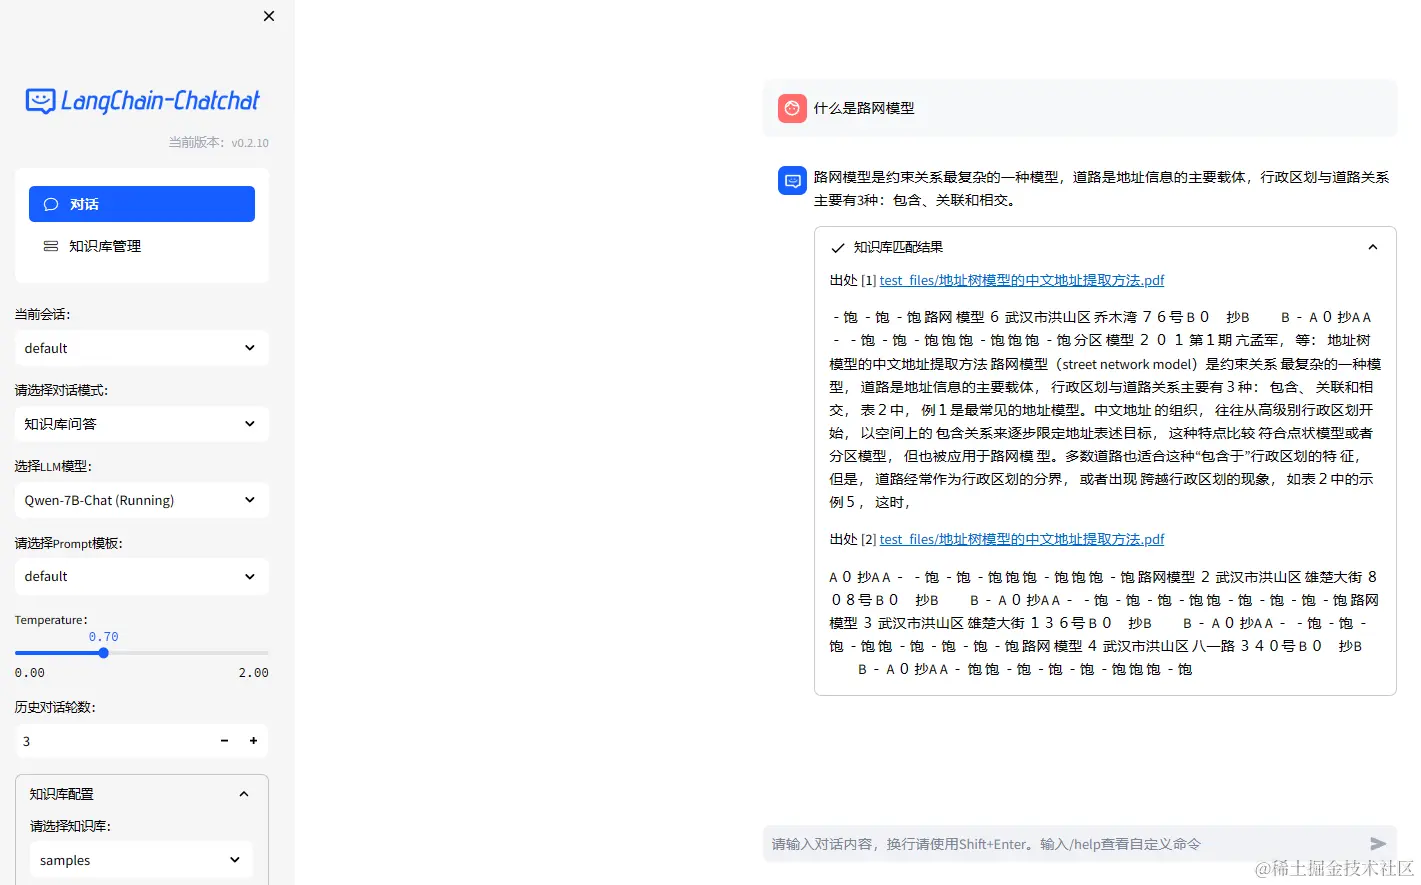 LangChain-Chatchat
当前版本：v0.2.10
对话
知识库管理
当前会话：
default
请选择对话模式：
知识库问答
选择LLM模型：
Qwen-7B-Chat (Running)
请选择Prompt模板：
default
Temperature：
0.70
0.00 2.00
历史对话轮数：
3
知识库配置
请选择知识库：
samples
什么是路网模型
路网模型是约束关系最复杂的一种模型，道路是地址信息的主要载体，行政区划与道路关系
主要有3种：包含、关联和相交。
知识库匹配结果
出处 [1] test_files/地址树模型的中文地址提取方法.pdf
- 饱 - 饱 - 饱 路网 模型 ６ 武汉市洪山区 乔木湾 ７６号 B ０ 抄B B - A ０ 抄A A
- - 饱 - 饱 - 饱 饱 饱 - 饱 饱 饱 - 饱 分区 模型 ２ ０ １ 第１期 亢孟军， 等： 地址树
模型的中文地址提取方法 路网模型（street network model）是约束关系 最复杂的一种模
型， 道路是地址信息的主要载体， 行政区划与道路关系主要有３种： 包含、 关联和相
交， 表２中， 例１是最常见的地址模型。中文地址 的组织， 往往从高级别行政区划开
始， 以空间上的 包含关系来逐步限定地址表述目标， 这种特点比较 符合点状模型或者
分区模型， 但也被应用于路网模 型。多数道路也适合这种“包含于”行政区划的特 征，
但是， 道路经常作为行政区划的分界， 或者出现 跨越行政区划的现象， 如表２中的示
例５， 这时，
出处 [2] test_files/地址树模型的中文地址提取方法.pdf
A ０ 抄A A - - 饱 - 饱 - 饱 饱 饱 - 饱 饱 饱 - 饱 路网模型 ２ 武汉市洪山区 雄楚大街 ８
０８号 B ０ 抄B B - A ０ 抄A A - - 饱 - 饱 - 饱 - 饱 饱 - 饱 - 饱 - 饱 - 饱 路网
模型 ３ 武汉市洪山区 雄楚大街 １３６号 B ０ 抄B B - A ０ 抄A A - - 饱 - 饱 -
饱 - 饱 饱 - 饱 - 饱 - 饱 - 饱 路网 模型 ４ 武汉市洪山区 八一路 ３４０号 B ０ 抄B
B - A ０ 抄A A - 饱 饱 - 饱 - 饱 - 饱 - 饱 饱 饱 - 饱
请输入对话内容，换行请使用Shift+Enter。输入/help查看自定义命令
@稀土掘金技术社区